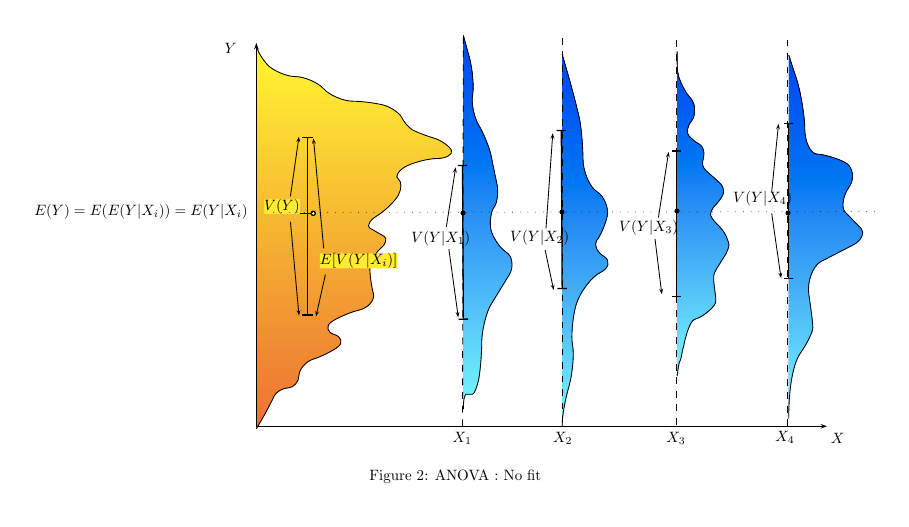 Y
E(Y) = E(E(Y|X_i)) = E(Y|X_i)
V(Y)
E[V(Y|X_i)]
V(Y|X_1)
V(Y|X_2)
V(Y|X_3)
V(Y|X_4)
X_1
X_2
X_3
X_4
X
Figure 2: ANOVA : No fit